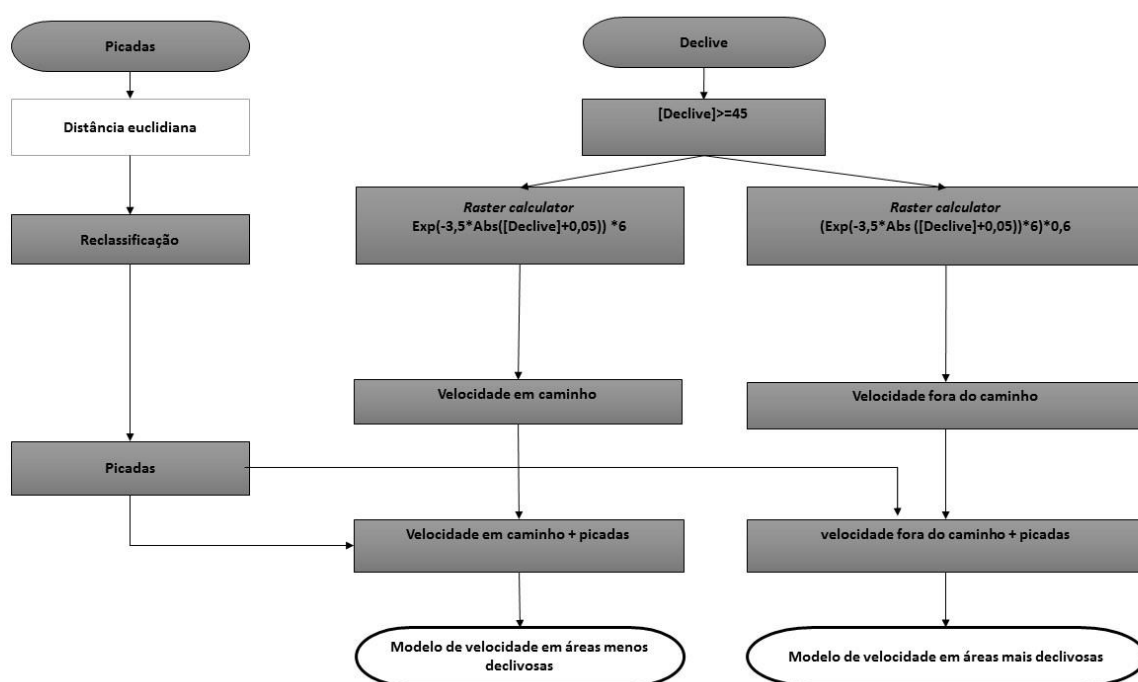 Picadas
Declive
Distância euclidiana
[Declive]>=45
Reclassificação
Raster calculator
Exp(-3,5*Abs([Declive]+0,05)) *6
Raster calculator
(Exp(-3,5*Abs ([Declive]+0,05))*6)*0,6
Velocidade em caminho
Velocidade fora do caminho
Picadas
Velocidade em caminho + picadas
velocidade fora do caminho + picadas
Modelo de velocidade em áreas menos
declivosas
Modelo de velocidade em áreas mais declivosas